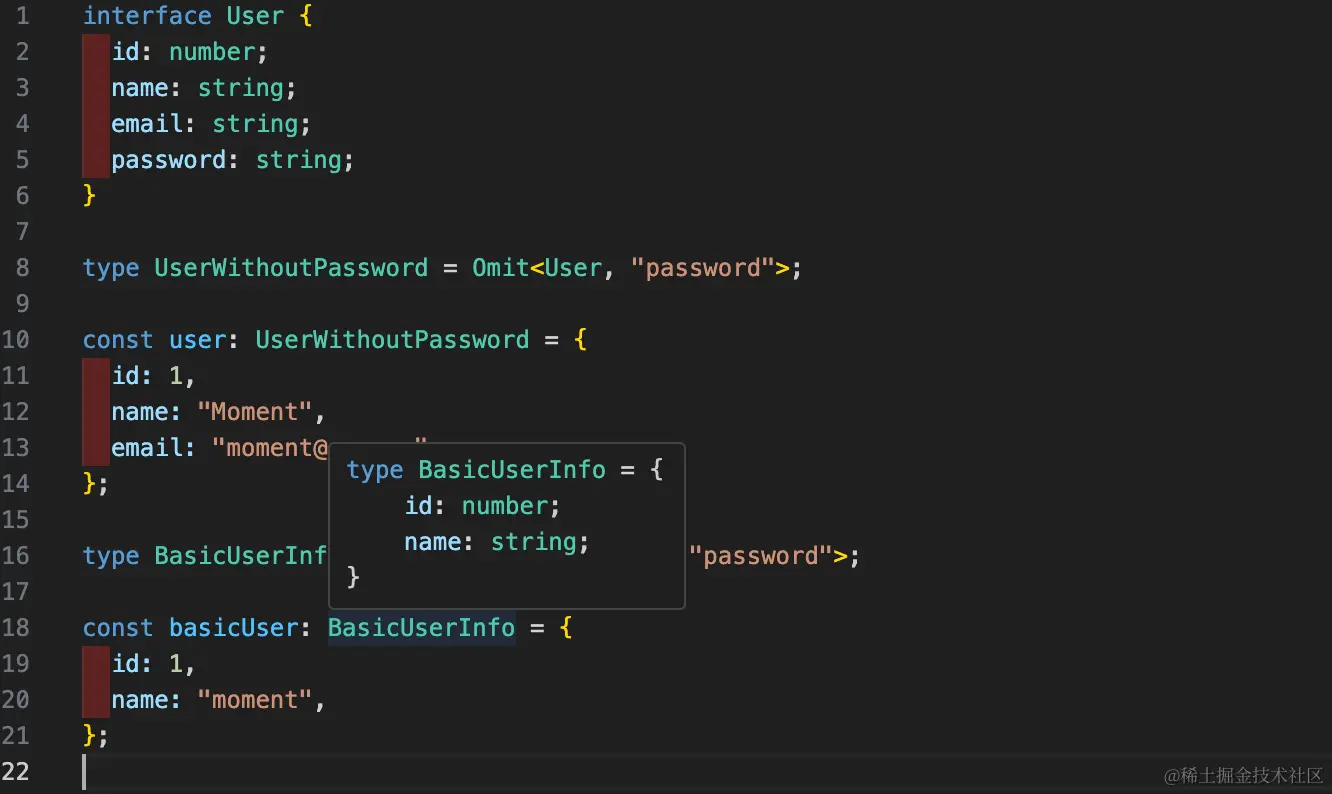 1 interface User {
2 id: number;
3 name: string;
4 email: string;
5 password: string;
6 }
7
8 type UserWithoutPassword = Omit<User, "password">;
9
10 const user: UserWithoutPassword = {
11 id: 1,
12 name: "Moment",
13 email: "moment@
14 };
15
16 type BasicUserInf "password">;
17
18 const basicUser: BasicUserInfo = {
19 id: 1,
20 name: "moment",
21 };
22
type BasicUserInfo = {
id: number;
name: string;
}
@稀土掘金技术社区